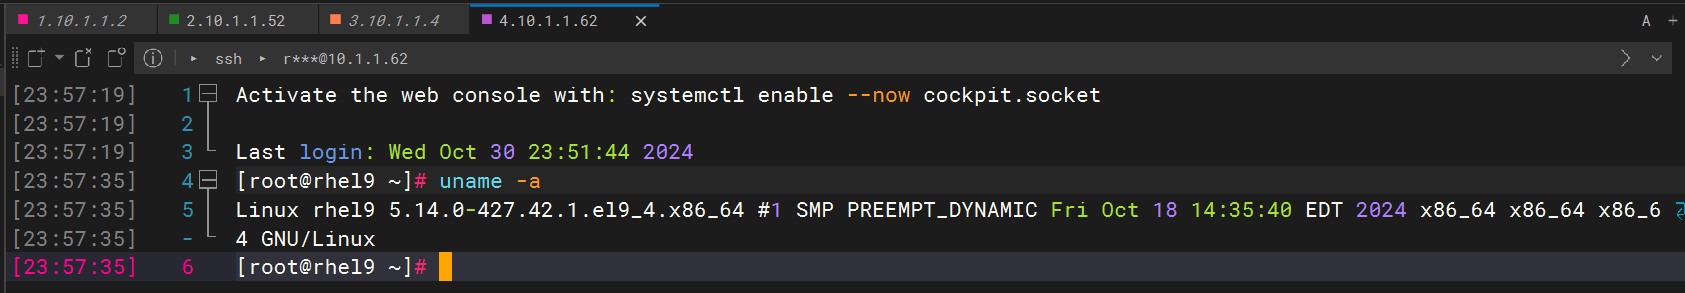 1.10.1.1.2
2.10.1.1.52
3.10.1.1.4
4.10.1.1.62
A
ssh
r***@10.1.1.62
[23:57:19] 1 Activate the web console with: systemctl enable --now cockpit.socket
[23:57:19] 2
[23:57:19] 3 Last login: Wed Oct 30 23:51:44 2024
[23:57:35] 4 [root@rhel9 ~]# uname -a
[23:57:35] 5 Linux rhel9 5.14.0-427.42.1.el9_4.x86_64 #1 SMP PREEMPT_DYNAMIC Fri Oct 18 14:35:40 EDT 2024 x86_64 x86_64 x86_6
[23:57:35] - 4 GNU/Linux
[23:57:35] 6 [root@rhel9 ~]#